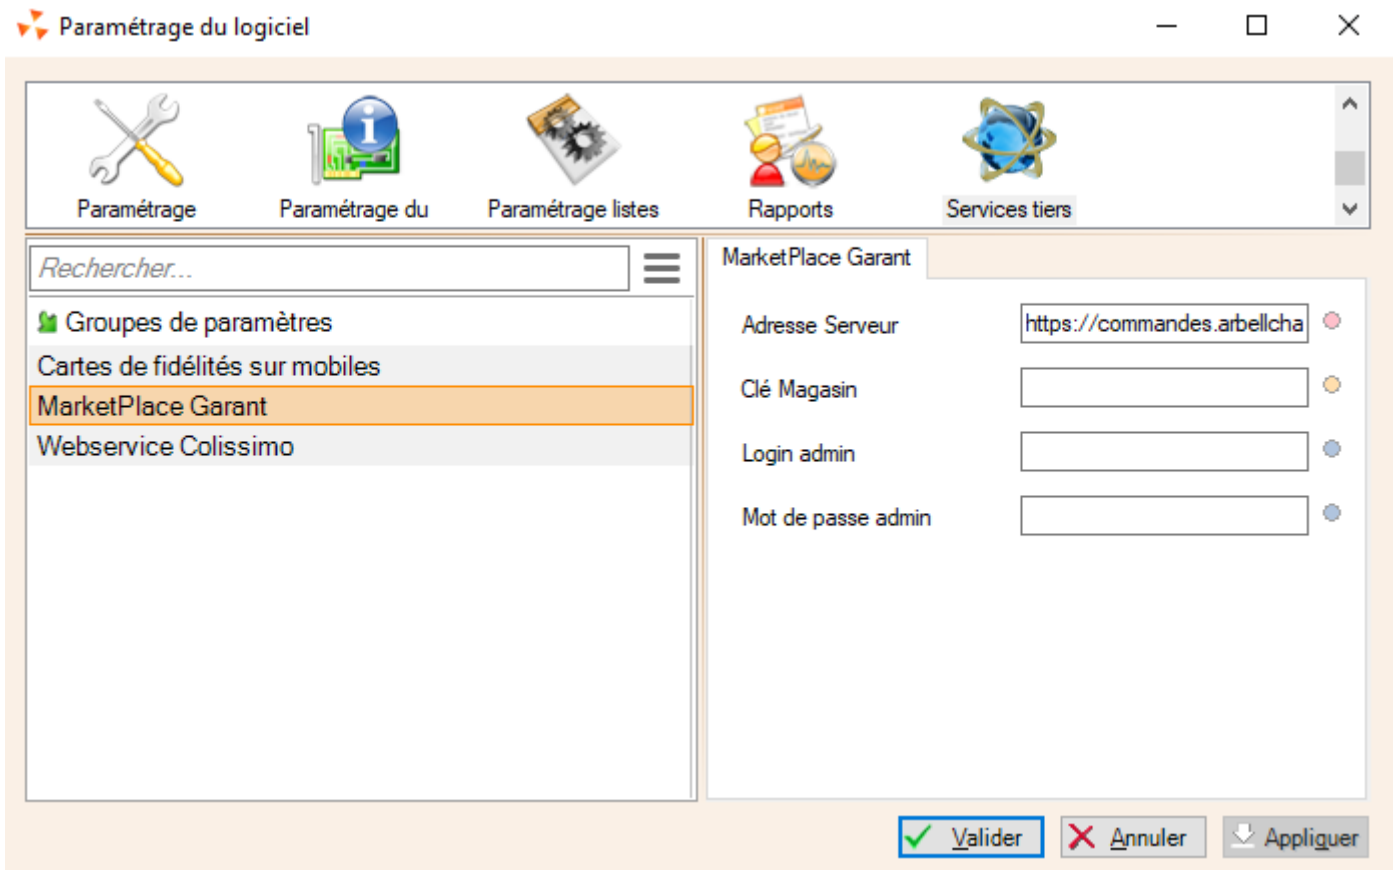 Paramétrage du logiciel
Paramétrage
Paramétrage du
Paramétrage listes
Rapports
Services tiers
Rechercher...
Groupes de paramètres
Cartes de fidélités sur mobiles
MarketPlace Garant
Webservice Colissimo
MarketPlace Garant
Adresse Serveur
https://commandes.arbellcha
Clé Magasin
Login admin
Mot de passe admin
Valider
Annuler
Appliquer